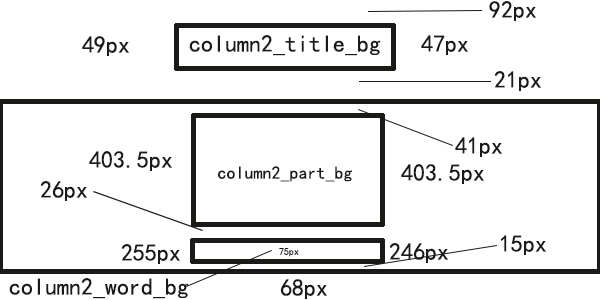 92px
49px
column2_title_bg
47px
21px
41px
403.5px
column2_part_bg
403.5px
26px
255px
75px
246px
15px
column2_word_bg
68px